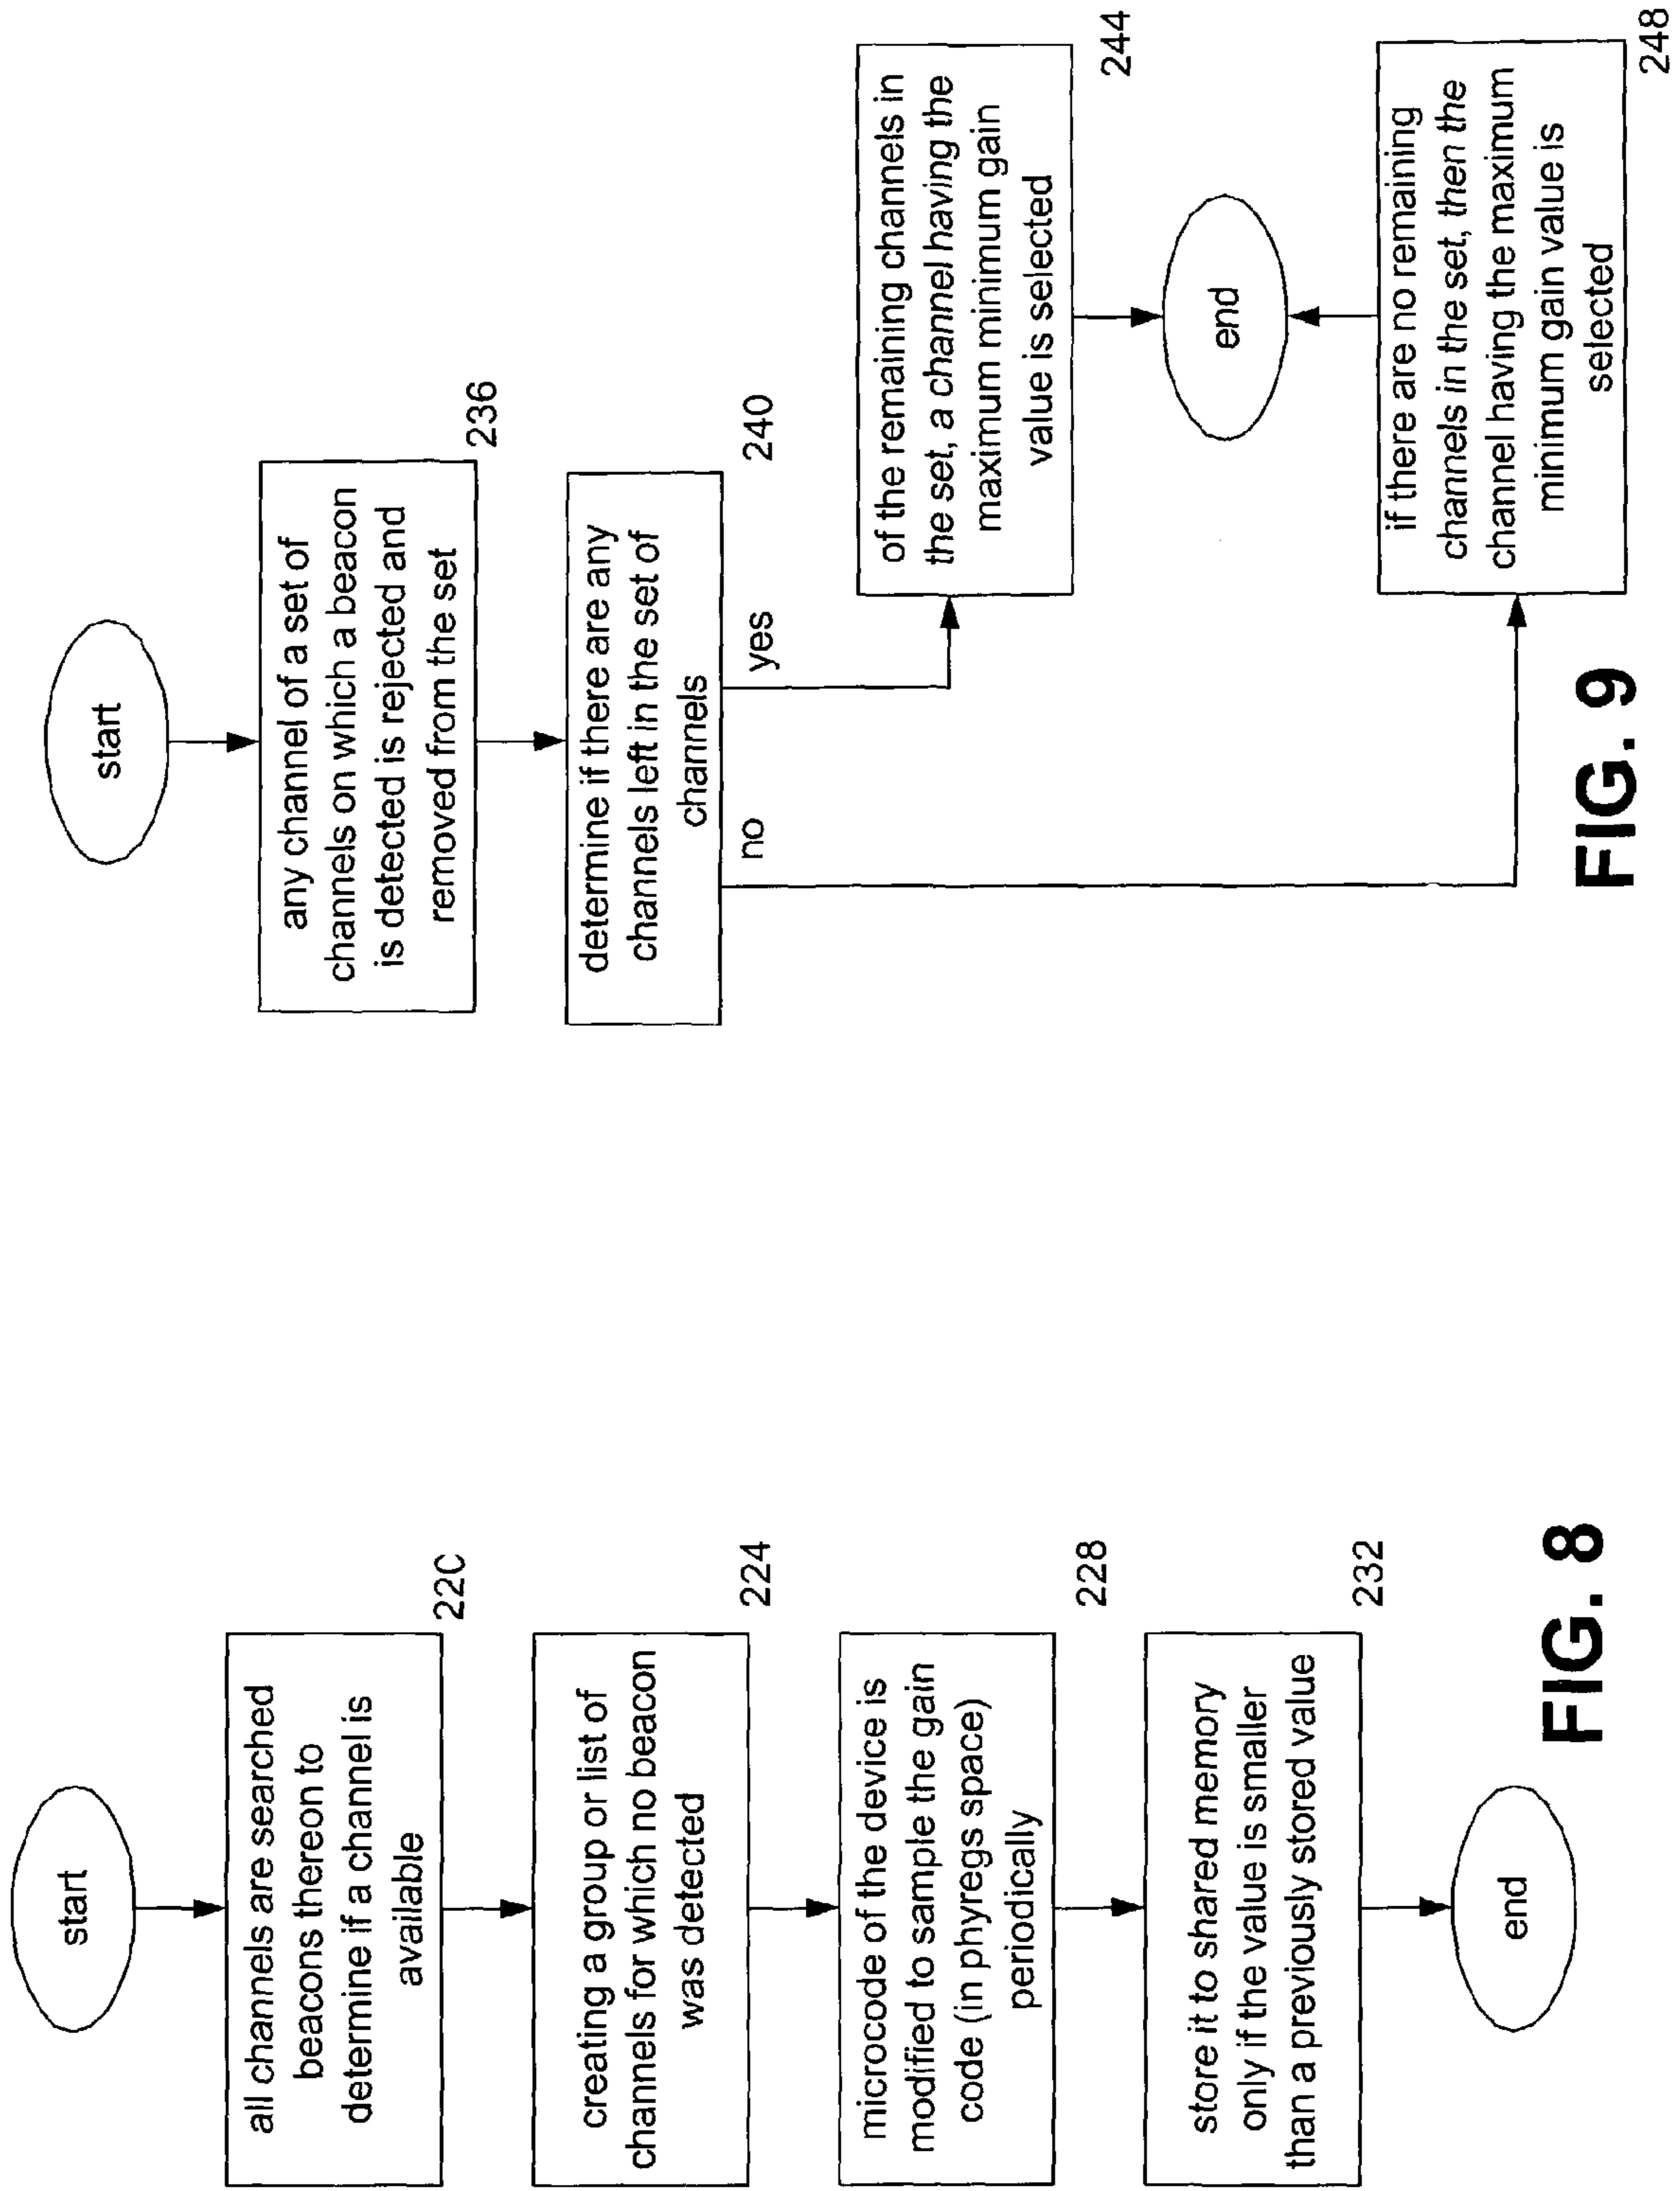 start
all channels are searched
beacons thereon to
determine if a channel is
available
220
creating a group or list of
channels for which no beacon
was detected
224
microcode of the device is
modified to sample the gain
code (in phyregs space)
periodically
228
store it to shared memory
only if the value is smaller
than a previously stored value
232
end
FIG. 8
start
any channel of a set of
channels on which a beacon
is detected is rejected and
removed from the set
236
determine if there are any
channels left in the set of
channels
240
no
yes
of the remaining channels in
the set, a channel having the
maximum minimum gain
value is selected
244
end
if there are no remaining
channels in the set, then the
channel having the maximum
minimum gain value is
selected
248
FIG. 9